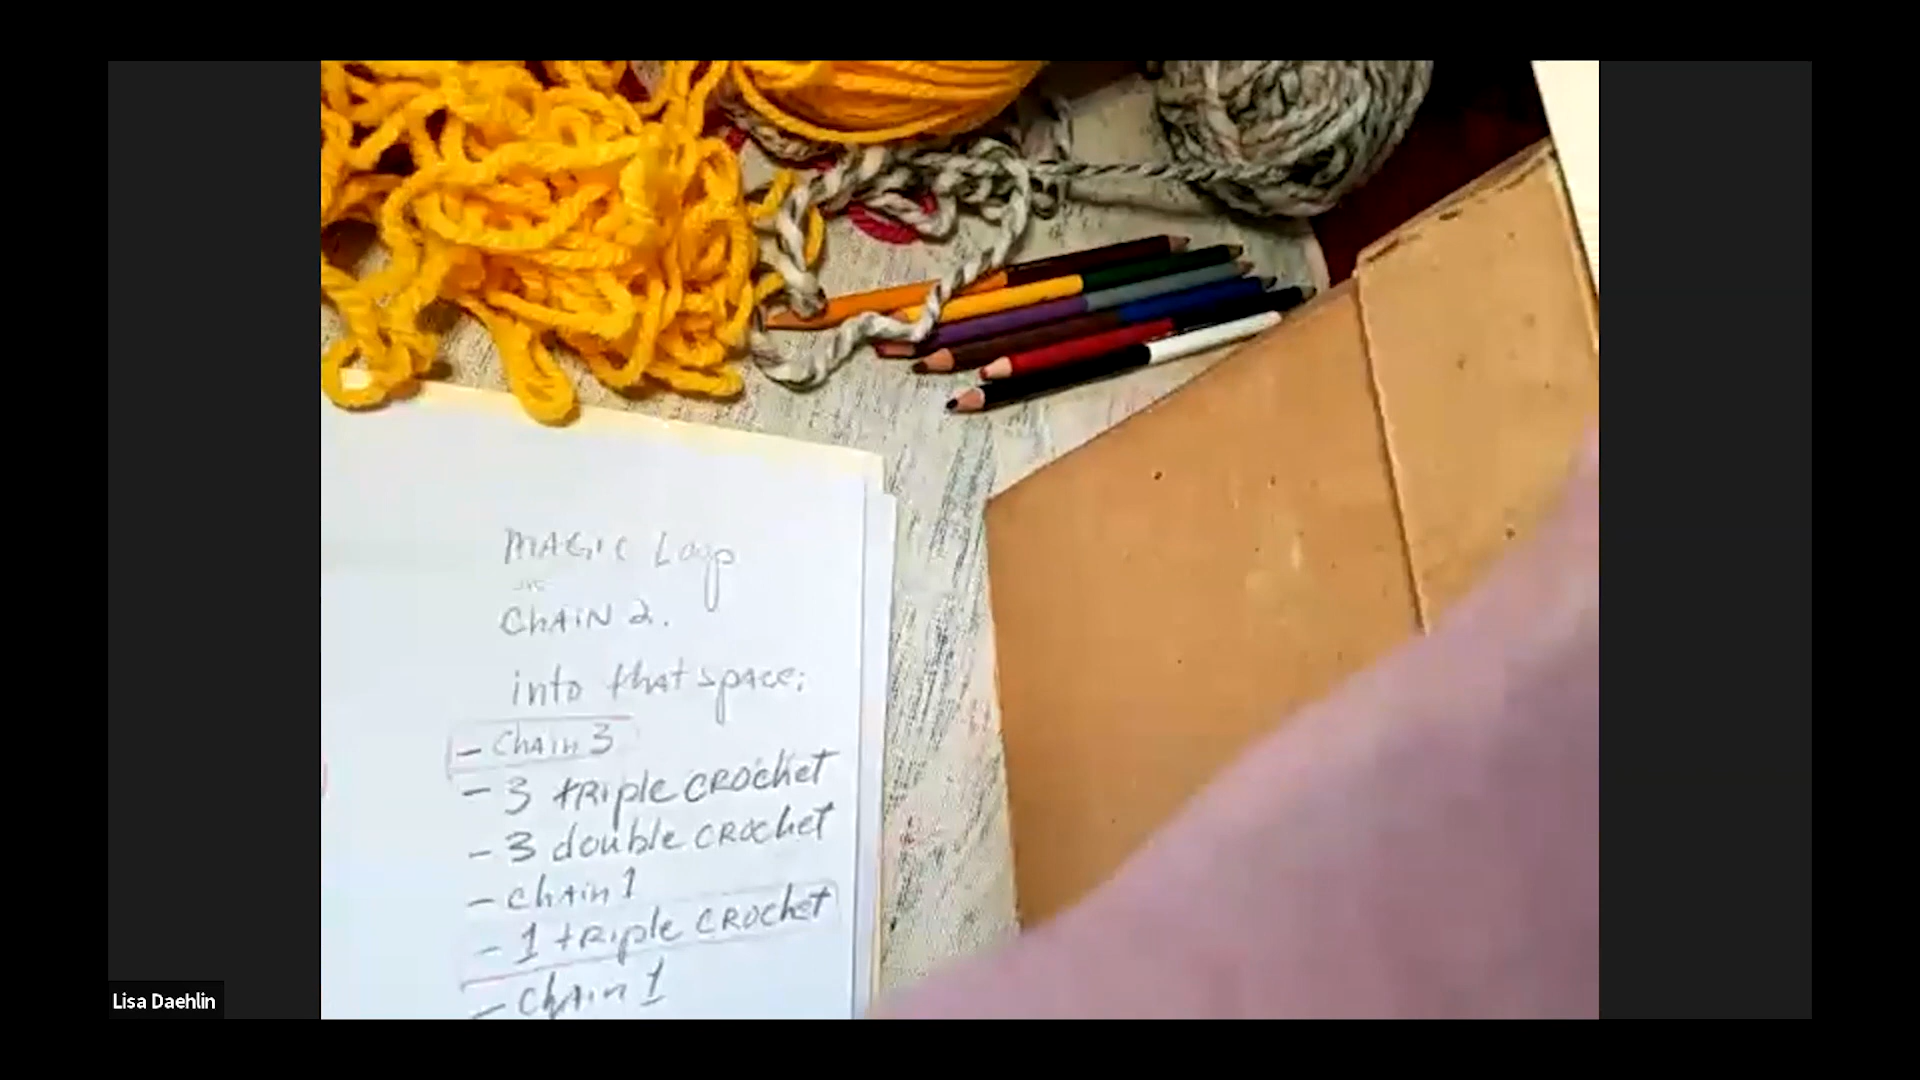 MAGIC Loop
OR
ChAiN 2.
into that space:
- ChAin 3
- 3 tRiple CROchet
- 3 double CROchet
- chAin 1
- 1 tRiple CROchet
- ChAin 1
Lisa Daehlin